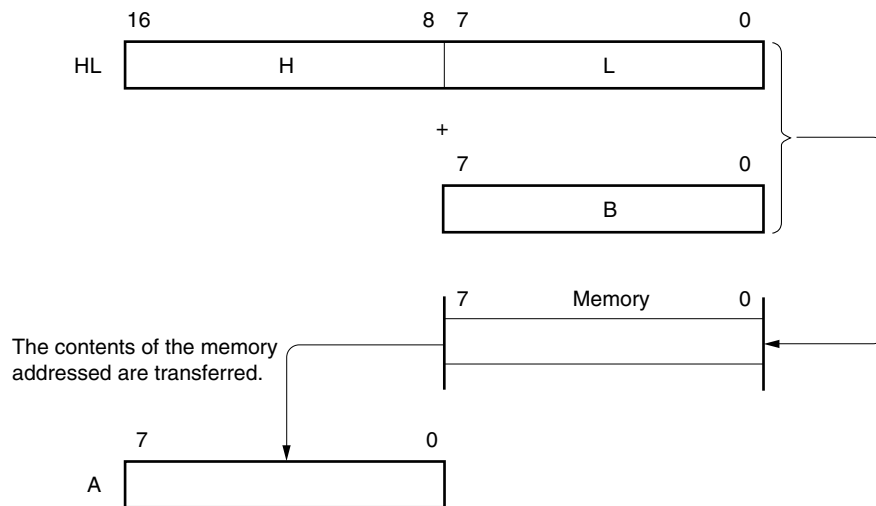 16 8 7 0
HL H L
+
7 0
B
7 Memory 0
The contents of the memory
addressed are transferred.
7 0
A